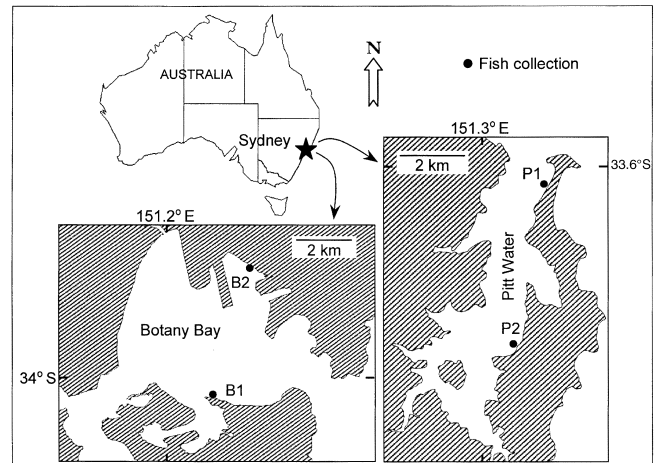 N
AUSTRALIA
● Fish collection
Sydney
151.3° E
2 km
33.6°S
P1
Pitt Water
P2
151.2° E
2 km
B2
Botany Bay
34° S
B1